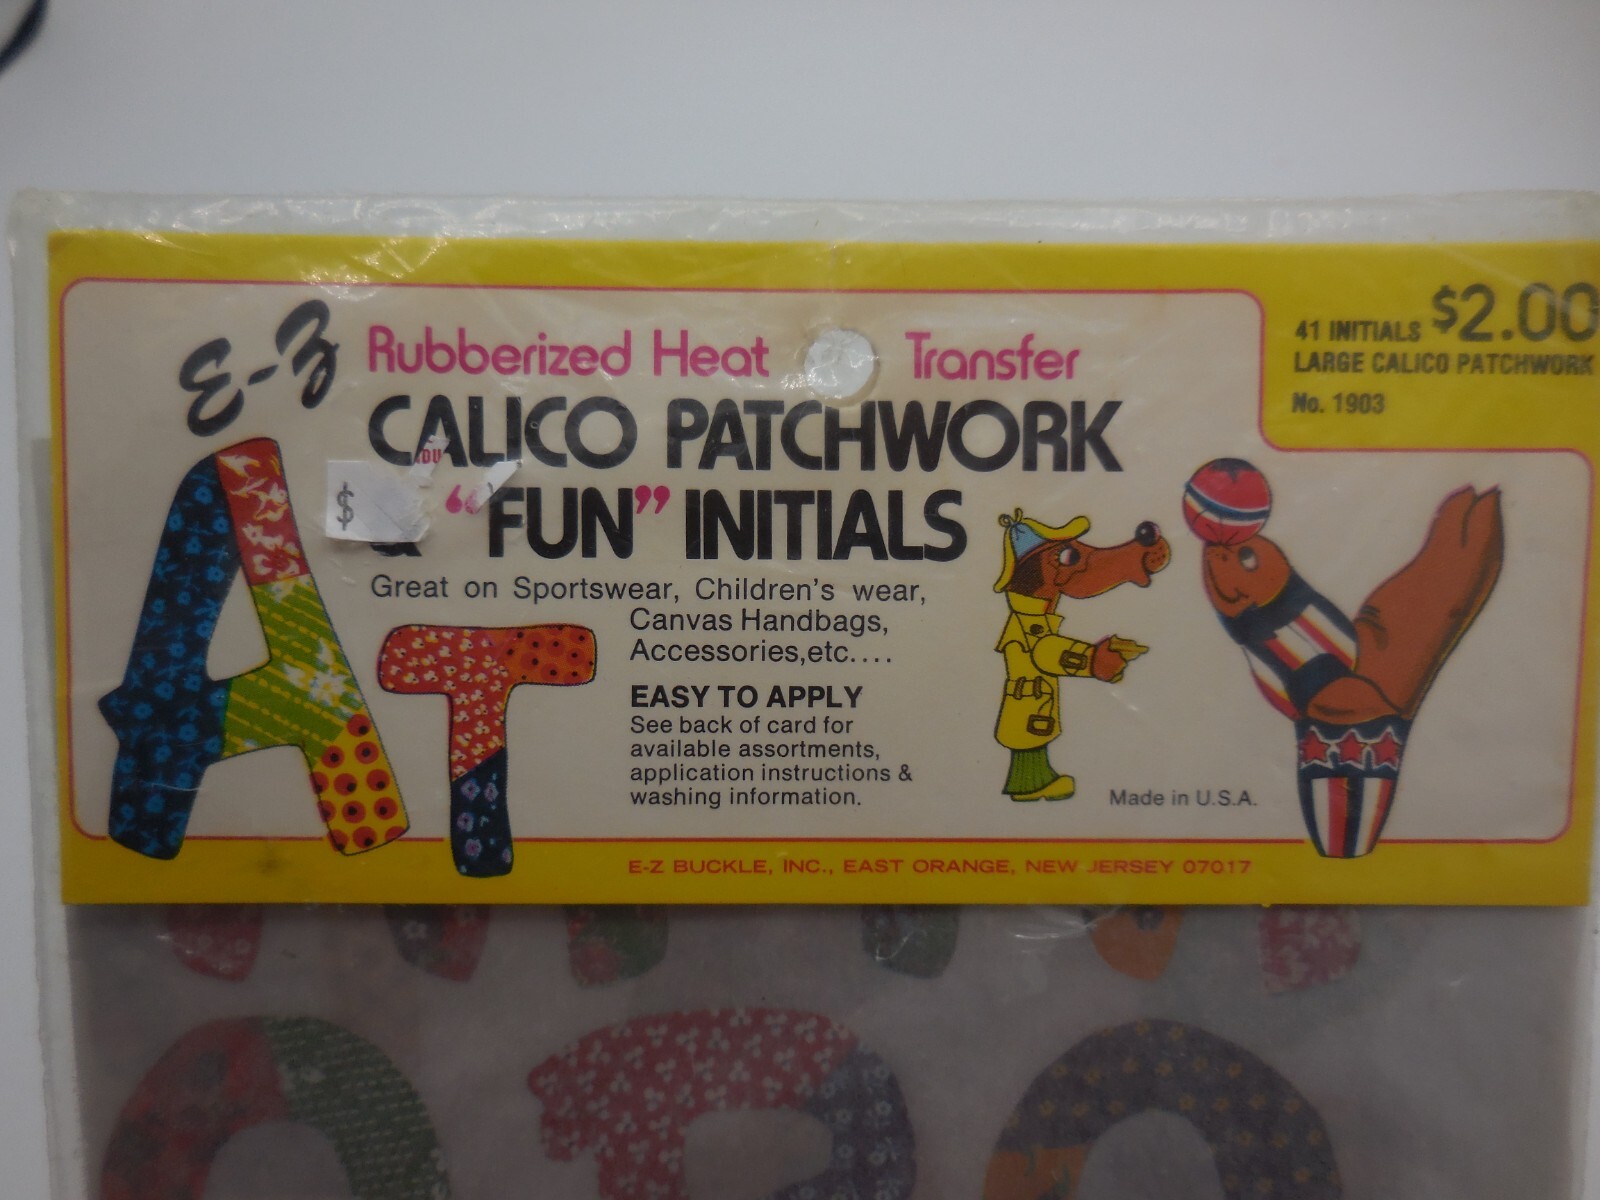 E-Z
Rubberized Heat Transfer
CALICO PATCHWORK
& "FUN" INITIALS
$
Great on Sportswear, Children's wear,
Canvas Handbags,
Accessories,etc....
EASY TO APPLY
See back of card for
available assortments,
application instructions &
washing information.
41 INITIALS $2.00
LARGE CALICO PATCHWORK
No. 1903
A T F Y
Made in U.S.A.
E-Z BUCKLE, INC., EAST ORANGE, NEW JERSEY 07017